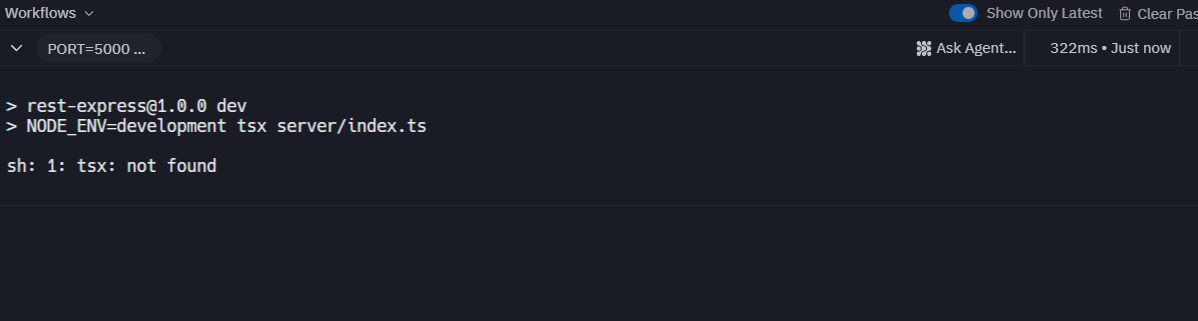 Workflows
Show Only Latest
Clear Pas
PORT=5000 ...
Ask Agent...
322ms • Just now
> rest-express@1.0.0 dev
> NODE_ENV=development tsx server/index.ts
sh: 1: tsx: not found